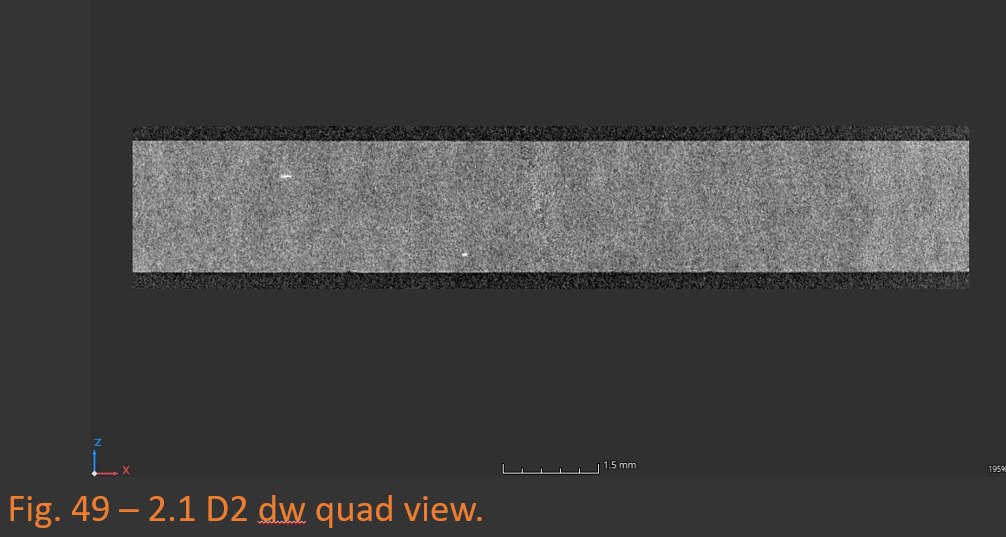 Z
X
1.5 mm
195%
Fig. 49 – 2.1 D2 dw quad view.